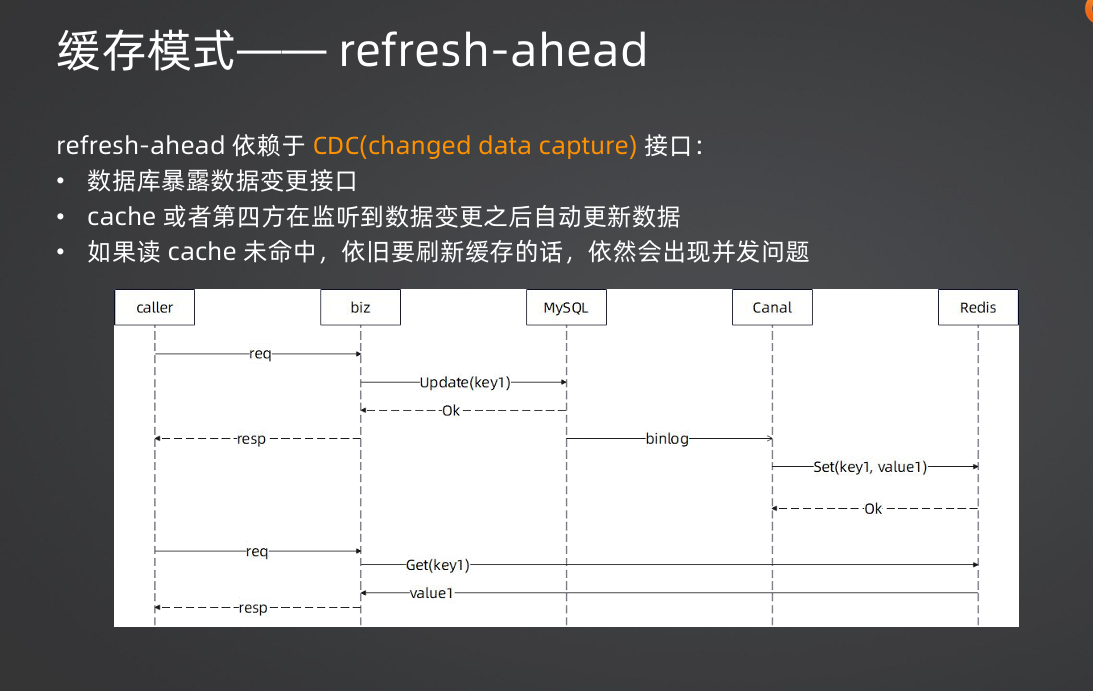 缓存模式—— refresh-ahead
refresh-ahead 依赖于 CDC(changed data capture) 接口：
• 数据库暴露数据变更接口
• cache 或者第四方在监听到数据变更之后自动更新数据
• 如果读 cache 未命中，依旧要刷新缓存的话，依然会出现并发问题
caller biz MySQL Canal Redis
req
Update(key1)
Ok
resp binlog
Set(key1, value1)
Ok
req
Get(key1)
value1
resp